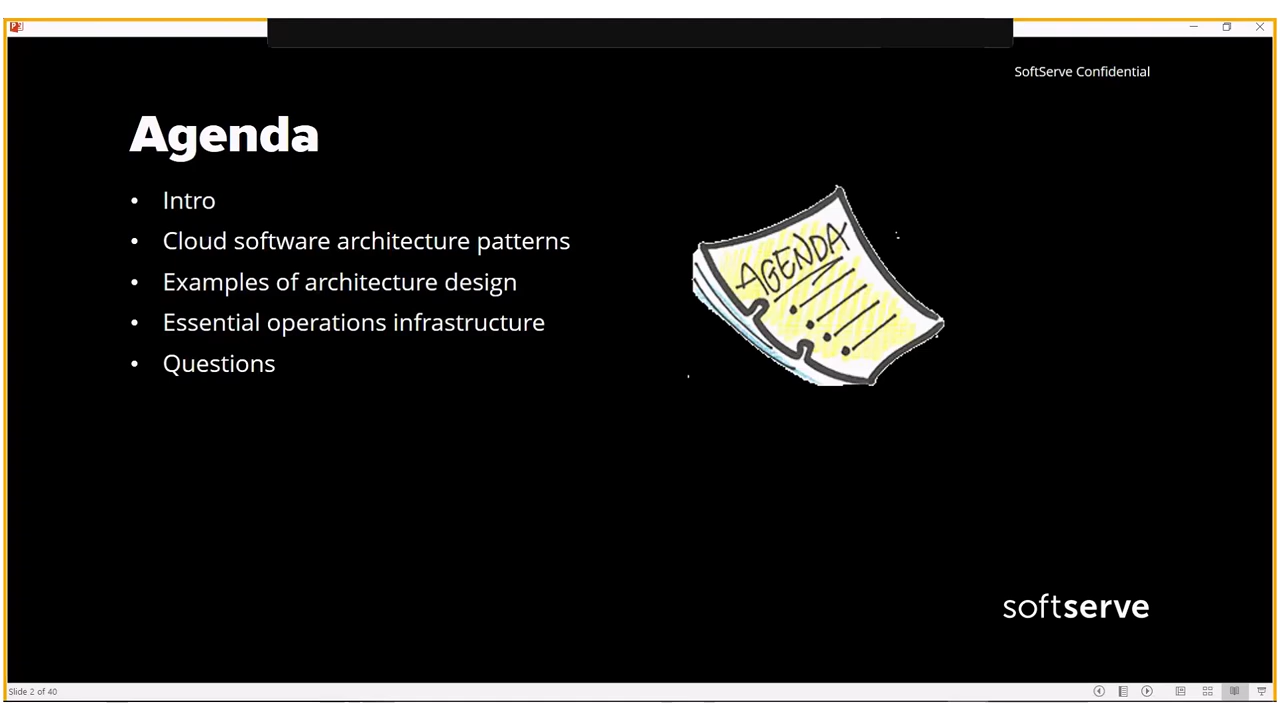 SoftServe Confidential
Agenda
• Intro
• Cloud software architecture patterns
• Examples of architecture design
• Essential operations infrastructure
• Questions
AGENDA
softserve
Slide 2 of 40